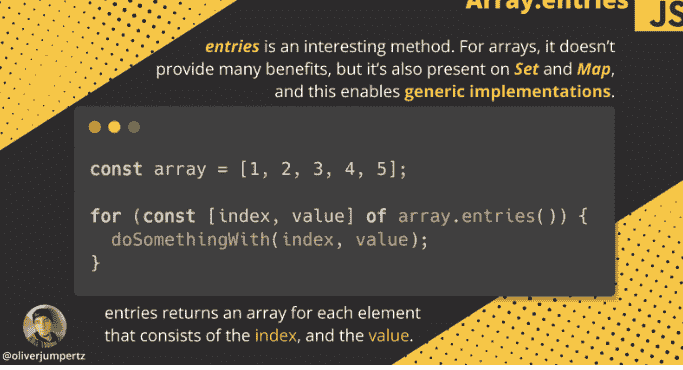 Array.entries
JS
entries is an interesting method. For arrays, it doesn't
provide many benefits, but it's also present on Set and Map,
and this enables generic implementations.
const array = [1, 2, 3, 4, 5];
for (const [index, value] of array.entries()) {
  doSomethingWith(index, value);
}
entries returns an array for each element
that consists of the index, and the value.
@oliverjumpertz